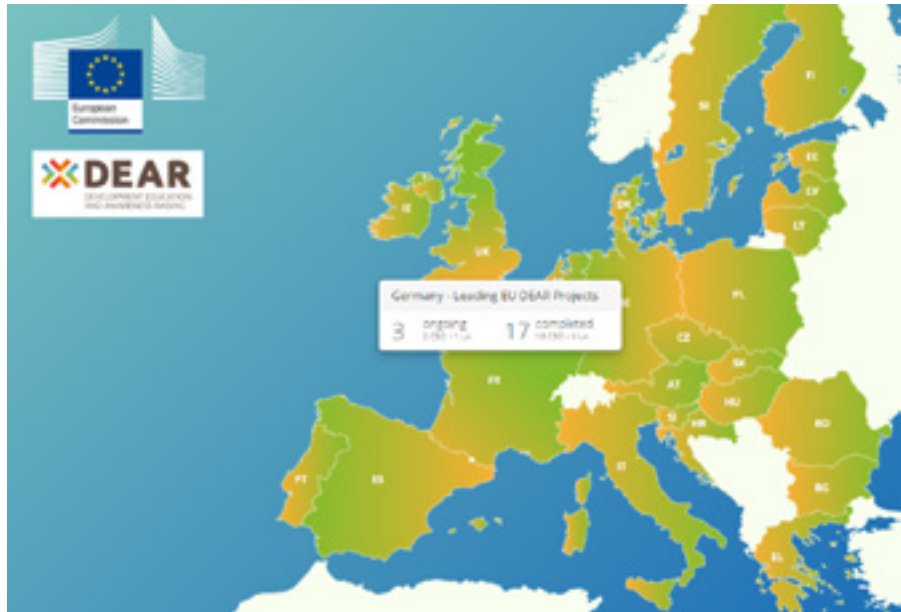 European
Commission
DEAR
DEVELOPMENT EDUCATION
AND AWARENESS RAISING
FI
EE
LV
LT
IE
DK
UK
Germany - Leading EU DEAR Projects
3 ongoing 17 completed
PL
CZ
SK
FR
AT
HU
SI
HR
RO
PT
ES
IT
BG
EL